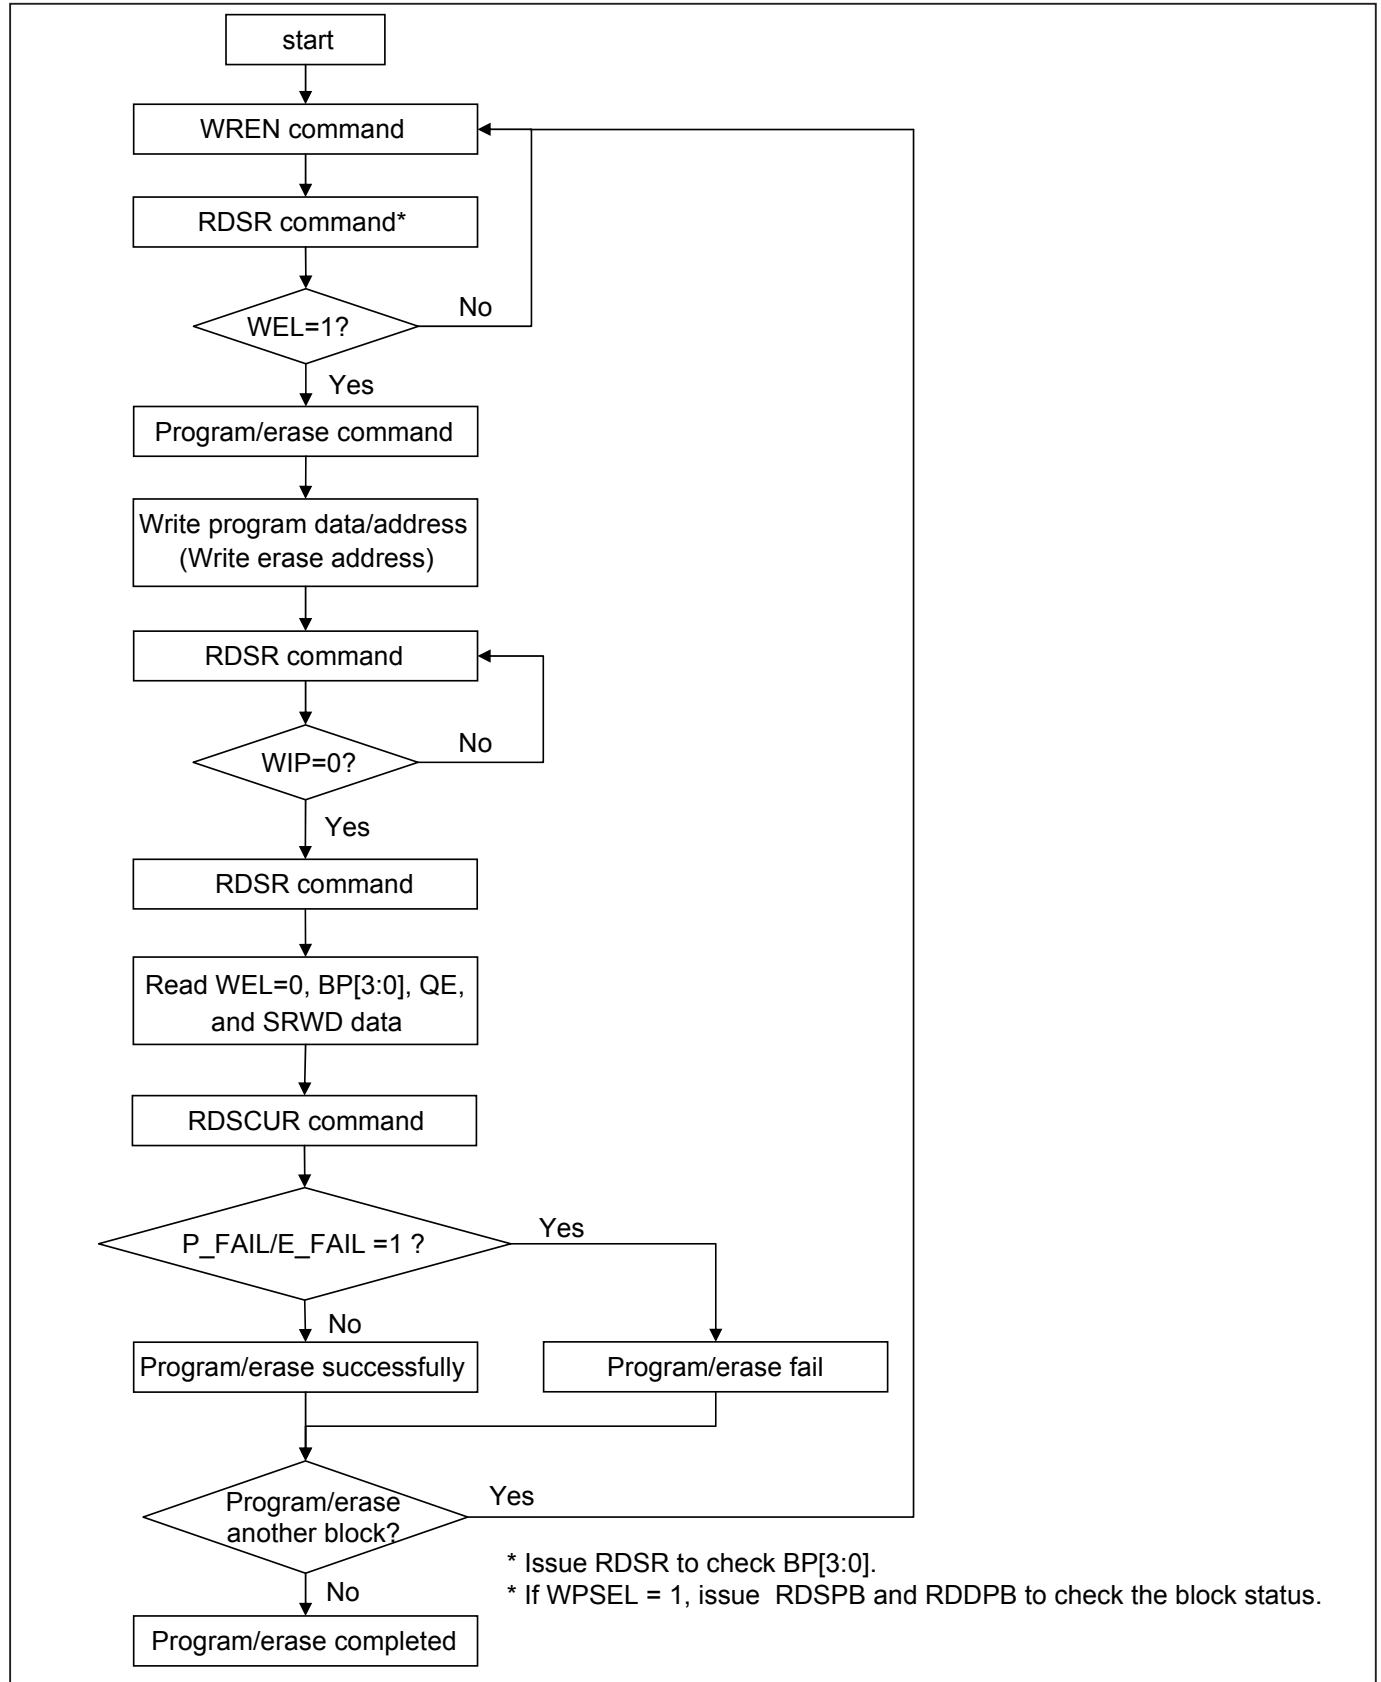 start
WREN command
RDSR command*
WEL=1?
No
Yes
Program/erase command
Write program data/address
(Write erase address)
RDSR command
WIP=0?
No
Yes
RDSR command
Read WEL=0, BP[3:0], QE,
and SRWD data
RDSCUR command
P_FAIL/E_FAIL =1 ?
Yes
No
Program/erase successfully
Program/erase fail
Program/erase
another block?
Yes
* Issue RDSR to check BP[3:0].
* If WPSEL = 1, issue  RDSPB and RDDPB to check the block status.
No
Program/erase completed